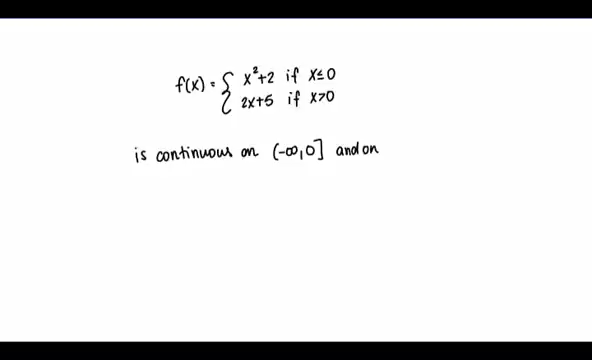 f(x) = { x²+2 if x≤0
2x+5 if x>0
is continuous on (-∞,0] and on